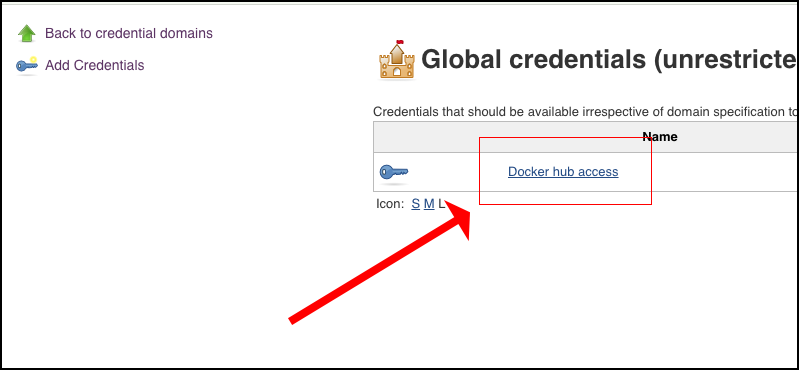 Back to credential domains
Add Credentials
Global credentials (unrestricte
Credentials that should be available irrespective of domain specification to
Name
Docker hub access
Icon: S M L